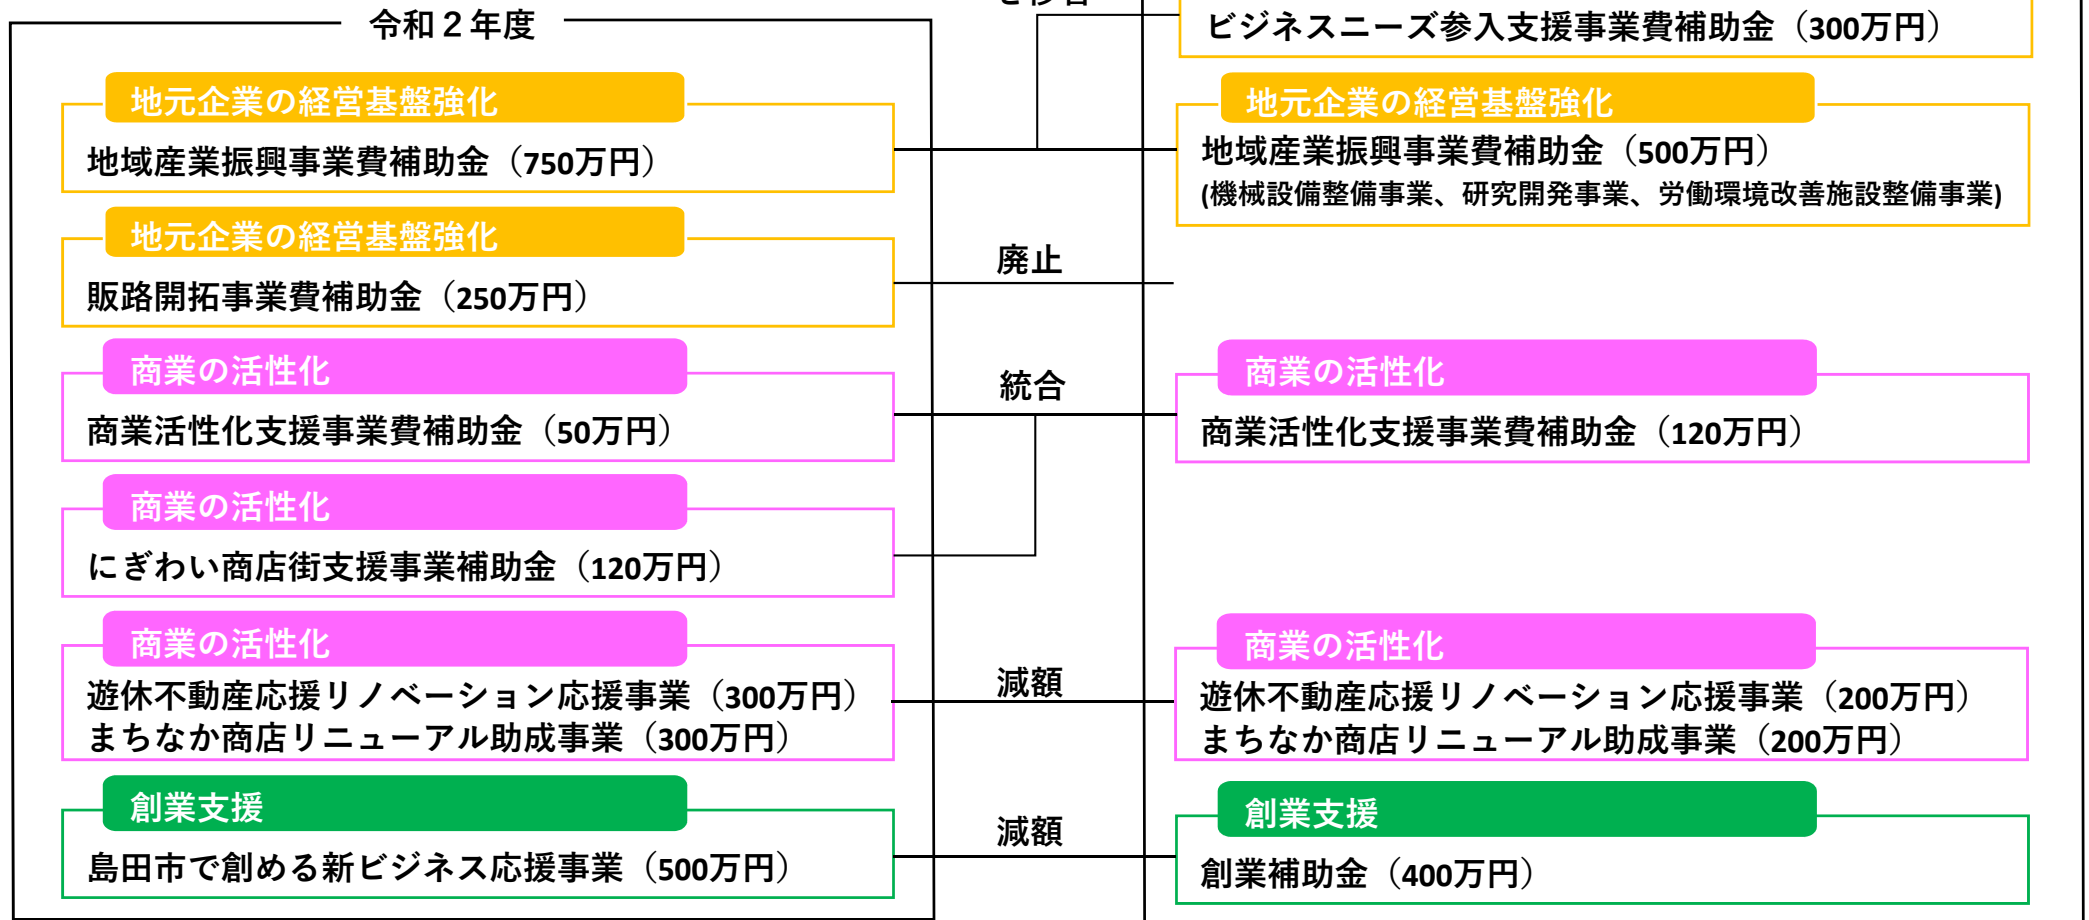 令和２年度
地元企業の経営基盤強化
地域産業振興事業費補助金（750万円）
地元企業の経営基盤強化
販路開拓事業費補助金（250万円）
商業の活性化
商業活性化支援事業費補助金（50万円）
商業の活性化
にぎわい商店街支援事業補助金（120万円）
商業の活性化
遊休不動産応援リノベーション応援事業（300万円）
まちなか商店リニューアル助成事業（300万円）
創業支援
島田市で創める新ビジネス応援事業（500万円）
廃止
統合
減額
減額
ビジネスニーズ参入支援事業費補助金（300万円）
地元企業の経営基盤強化
地域産業振興事業費補助金（500万円）
(機械設備整備事業、研究開発事業、労働環境改善施設整備事業)
商業の活性化
商業活性化支援事業費補助金（120万円）
商業の活性化
遊休不動産応援リノベーション応援事業（200万円）
まちなか商店リニューアル助成事業（200万円）
創業支援
創業補助金（400万円）